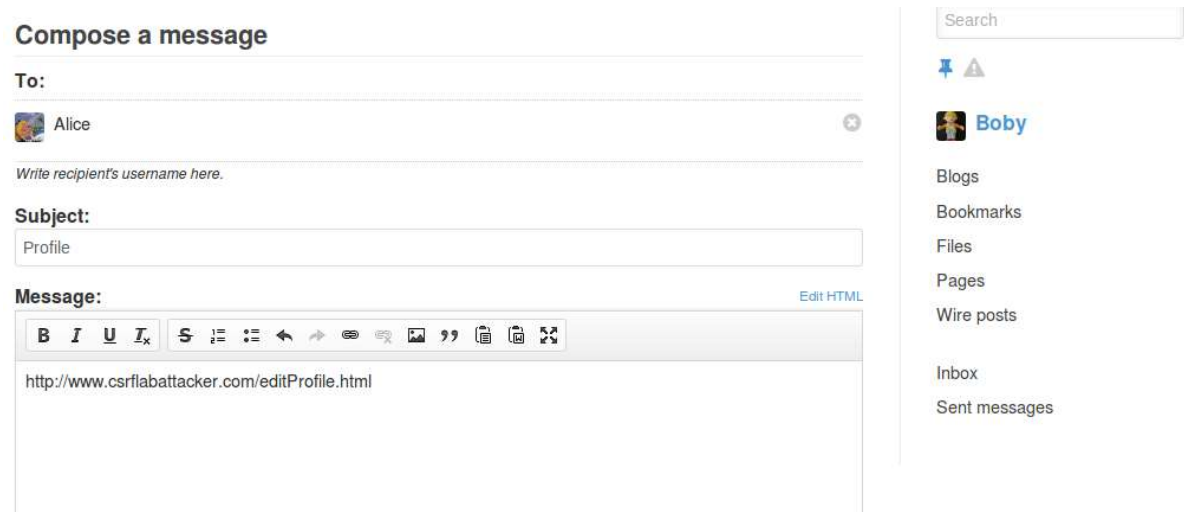 Compose a message
To:
Alice
Write recipient's username here.
Subject:
Profile
Message:
Edit HTML
B I U Ix S
http://www.csrflabattacker.com/editProfile.html
Search
Boby
Blogs
Bookmarks
Files
Pages
Wire posts
Inbox
Sent messages